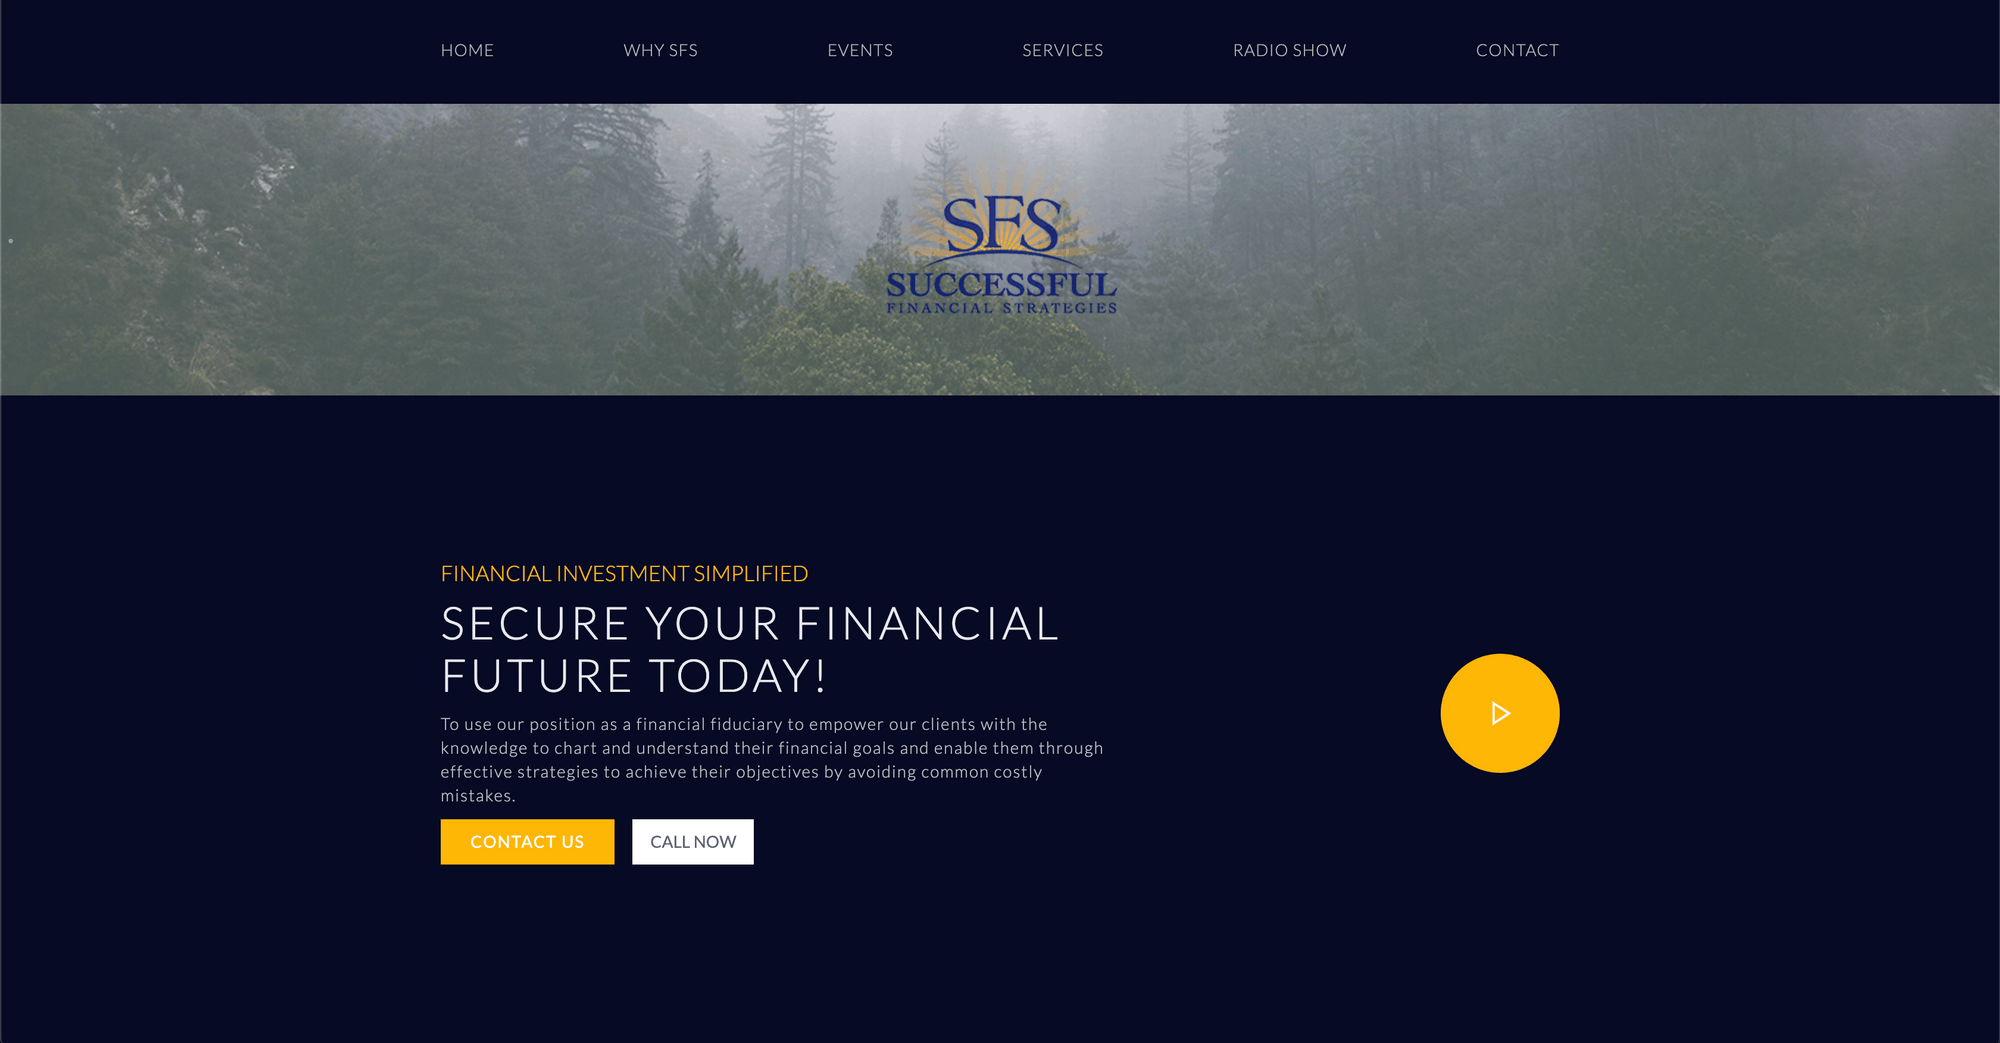 HOME
WHY SFS
EVENTS
SERVICES
RADIO SHOW
CONTACT
SFS
SUCCESSFUL
FINANCIAL STRATEGIES
FINANCIAL INVESTMENT SIMPLIFIED
SECURE YOUR FINANCIAL
FUTURE TODAY!
To use our position as a financial fiduciary to empower our clients with the
knowledge to chart and understand their financial goals and enable them through
effective strategies to achieve their objectives by avoiding common costly
mistakes.
CONTACT US
CALL NOW